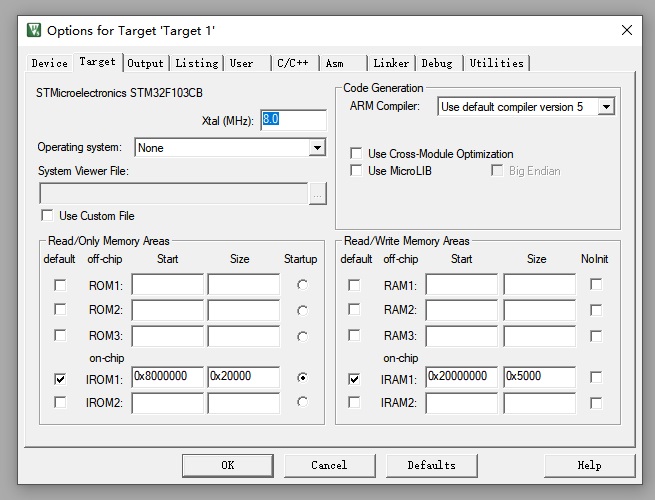 Options for Target 'Target 1'
Device Target Output Listing User C/C++ Asm Linker Debug Utilities
STMicroelectronics STM32F103CB
Xtal (MHz): 8.0
Operating system: None
System Viewer File:
...
Use Custom File
Code Generation
ARM Compiler: Use default compiler version 5
Use Cross-Module Optimization
Use MicroLIB Big Endian
Read/Only Memory Areas
default off-chip Start Size Startup
ROM1:
ROM2:
ROM3:
on-chip
IROM1: 0x8000000 0x20000
IROM2:
Read/Write Memory Areas
default off-chip Start Size NoInit
RAM1:
RAM2:
RAM3:
on-chip
IRAM1: 0x20000000 0x5000
IRAM2:
OK Cancel Defaults Help